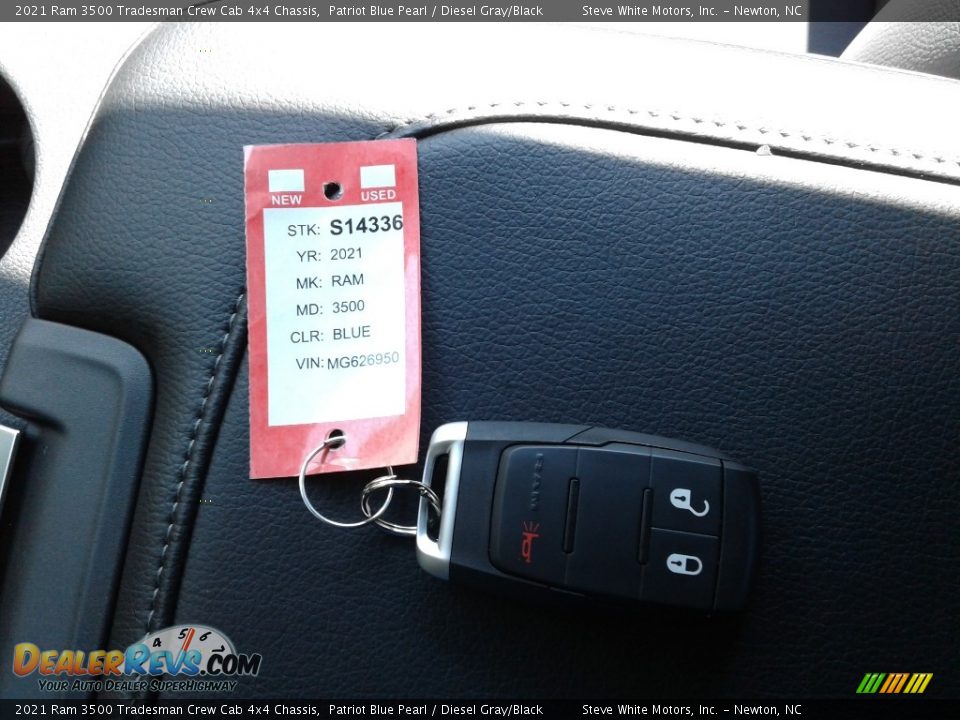 2021 Ram 3500 Tradesman Crew Cab 4x4 Chassis, Patriot Blue Pearl / Diesel Gray/Black Steve White Motors, Inc. – Newton, NC
NEW USED
STK: S14336
YR: 2021
MK: RAM
MD: 3500
CLR: BLUE
VIN: MG626950
4 5 6
DealerRevs.com
Your Auto Dealer SuperHighway
2021 Ram 3500 Tradesman Crew Cab 4x4 Chassis, Patriot Blue Pearl / Diesel Gray/Black Steve White Motors, Inc. – Newton, NC